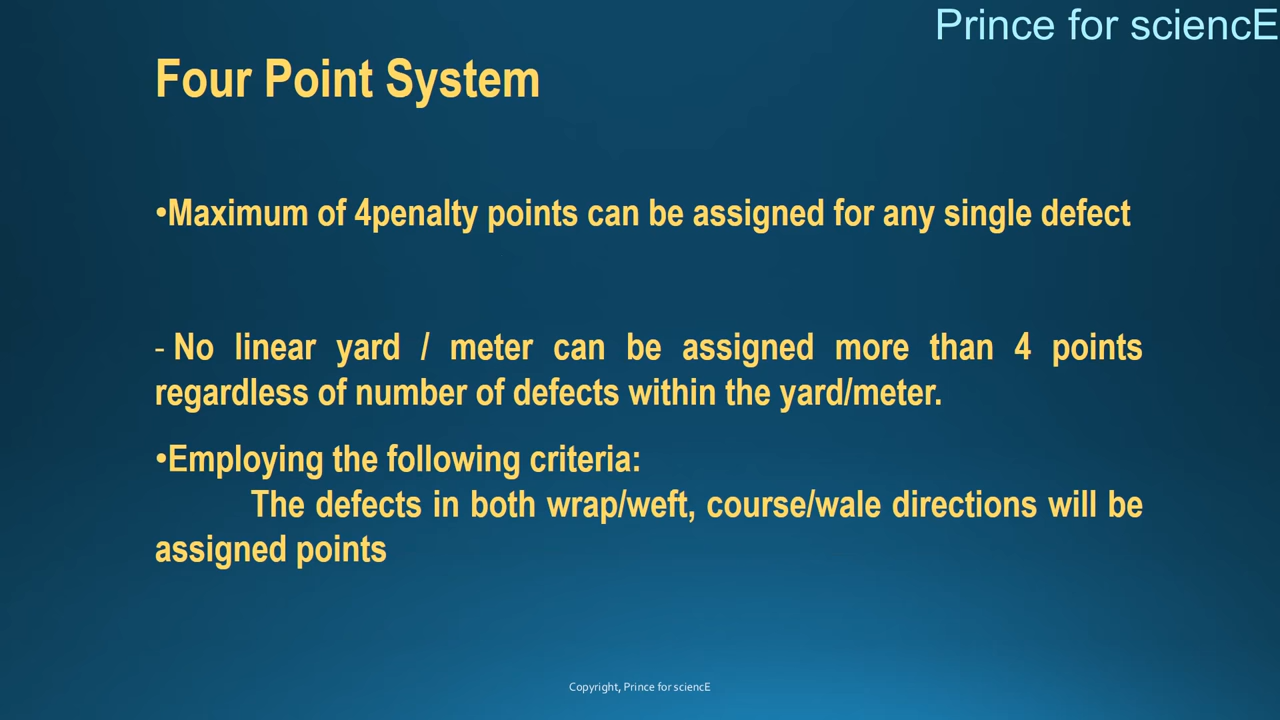 Prince for sciencE
Four Point System
•Maximum of 4penalty points can be assigned for any single defect
- No linear yard / meter can be assigned more than 4 points
regardless of number of defects within the yard/meter.
•Employing the following criteria:
The defects in both wrap/weft, course/wale directions will be
assigned points
Copyright, Prince for sciencE